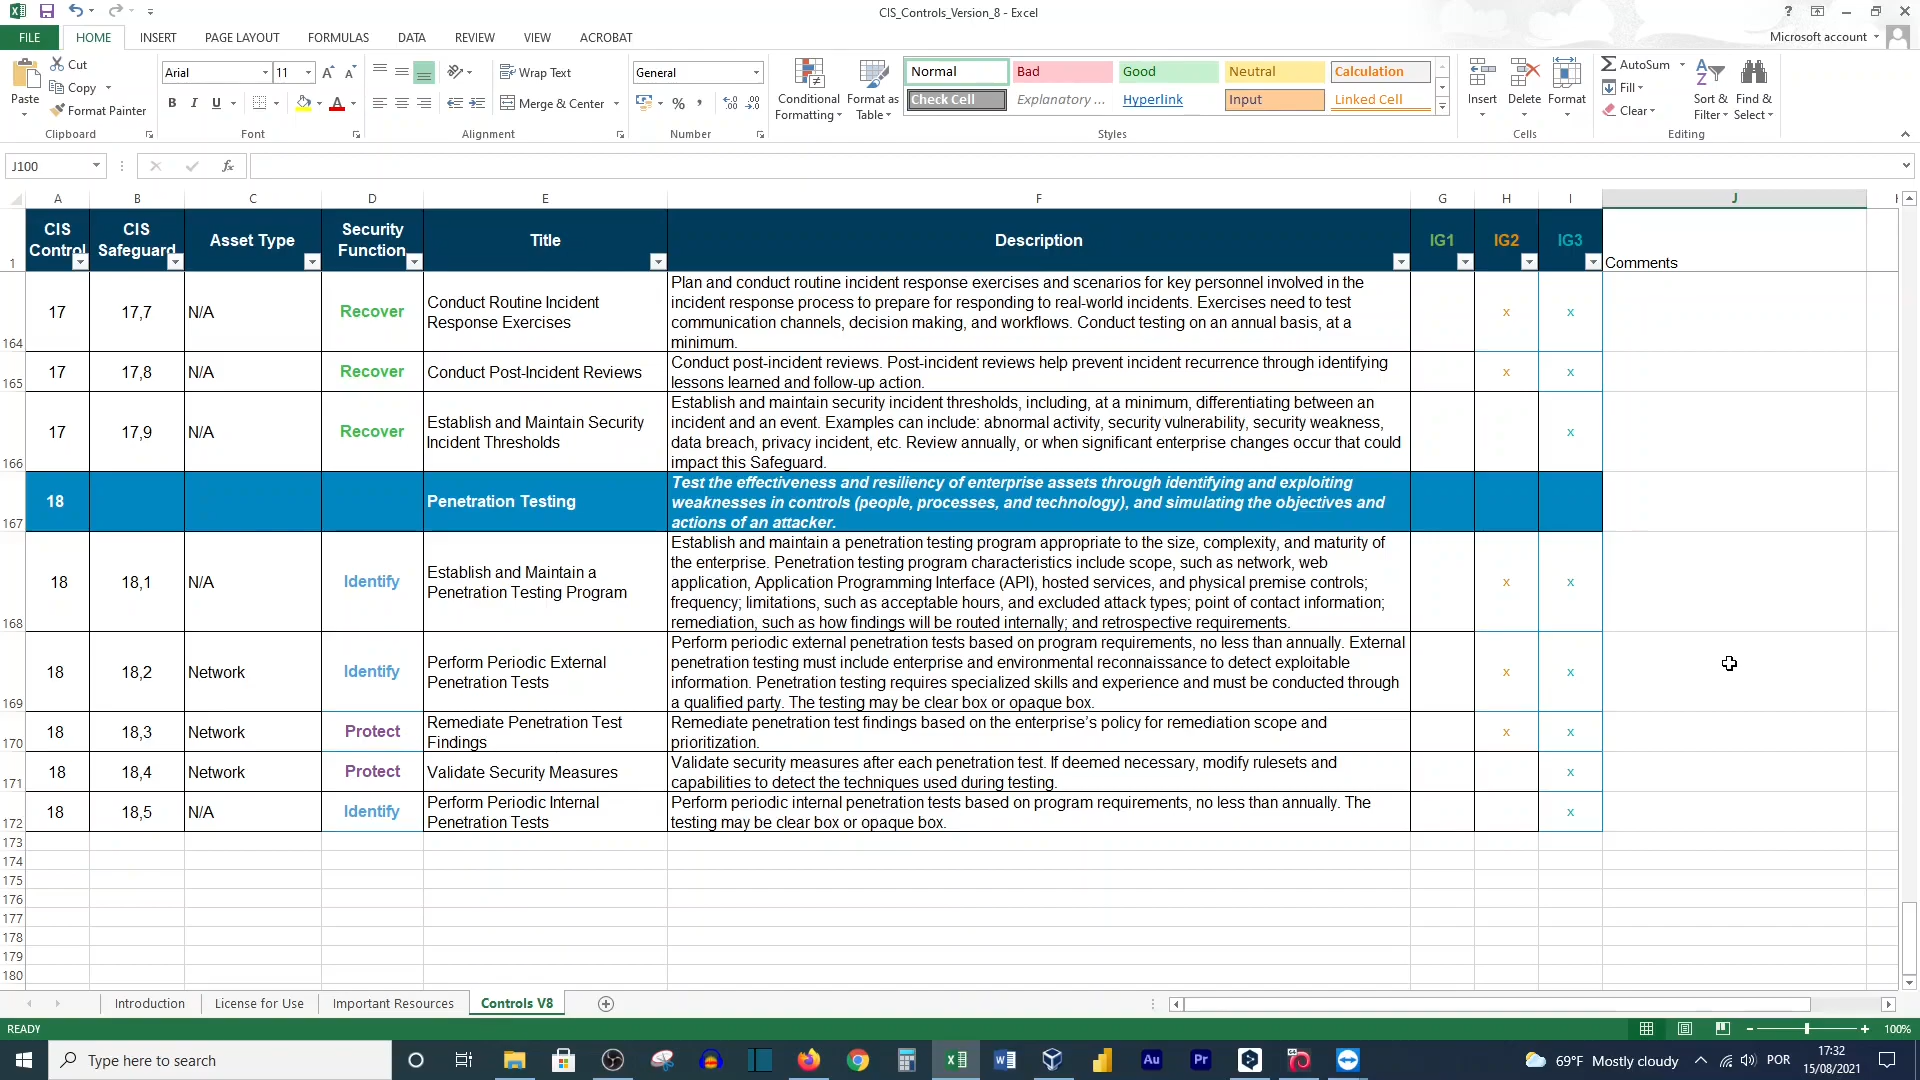 CIS_Controls_Version_8 - Excel
?
FILE HOME INSERT PAGE LAYOUT FORMULAS DATA REVIEW VIEW ACROBAT
Microsoft account
Paste
Cut
Copy
Format Painter
Clipboard
Arial 11
B I U
Font
Wrap Text
Merge & Center
Alignment
General
%
Number
Conditional Formatting
Format as Table
Normal Bad Good Neutral Calculation
Check Cell Explanatory ... Hyperlink Input Linked Cell
Styles
Insert Delete Format
Cells
AutoSum
Fill
Clear
Sort & Filter
Find & Select
Editing
J100
fx
A B C D E F G H I J
1
CIS Control
CIS Safeguard
Asset Type
Security Function
Title
Description
IG1
IG2
IG3
Comments
164
17
17,7
N/A
Recover
Conduct Routine Incident
Response Exercises
Plan and conduct routine incident response exercises and scenarios for key personnel involved in the
incident response process to prepare for responding to real-world incidents. Exercises need to test
communication channels, decision making, and workflows. Conduct testing on an annual basis, at a
minimum.
x x
165
17
17,8
N/A
Recover
Conduct Post-Incident Reviews
Conduct post-incident reviews. Post-incident reviews help prevent incident recurrence through identifying
lessons learned and follow-up action.
x x
166
17
17,9
N/A
Recover
Establish and Maintain Security
Incident Thresholds
Establish and maintain security incident thresholds, including, at a minimum, differentiating between an
incident and an event. Examples can include: abnormal activity, security vulnerability, security weakness,
data breach, privacy incident, etc. Review annually, or when significant enterprise changes occur that could
impact this Safeguard.
x
167
18
Penetration Testing
Test the effectiveness and resiliency of enterprise assets through identifying and exploiting
weaknesses in controls (people, processes, and technology), and simulating the objectives and
actions of an attacker.
168
18
18,1
N/A
Identify
Establish and Maintain a
Penetration Testing Program
Establish and maintain a penetration testing program appropriate to the size, complexity, and maturity of
the enterprise. Penetration testing program characteristics include scope, such as network, web
application, Application Programming Interface (API), hosted services, and physical premise controls;
frequency; limitations, such as acceptable hours, and excluded attack types; point of contact information;
remediation, such as how findings will be routed internally; and retrospective requirements.
x x
169
18
18,2
Network
Identify
Perform Periodic External
Penetration Tests
Perform periodic external penetration tests based on program requirements, no less than annually. External
penetration testing must include enterprise and environmental reconnaissance to detect exploitable
information. Penetration testing requires specialized skills and experience and must be conducted through
a qualified party. The testing may be clear box or opaque box.
x x
170
18
18,3
Network
Protect
Remediate Penetration Test
Findings
Remediate penetration test findings based on the enterprise's policy for remediation scope and
prioritization.
x x
171
18
18,4
Network
Protect
Validate Security Measures
Validate security measures after each penetration test. If deemed necessary, modify rulesets and
capabilities to detect the techniques used during testing.
x
172
18
18,5
N/A
Identify
Perform Periodic Internal
Penetration Tests
Perform periodic internal penetration tests based on program requirements, no less than annually. The
testing may be clear box or opaque box.
x
173
174
175
176
177
178
179
180
Introduction License for Use Important Resources Controls V8
READY
100%
Type here to search
Au
Pr
69°F Mostly cloudy
POR
17:32
15/08/2021